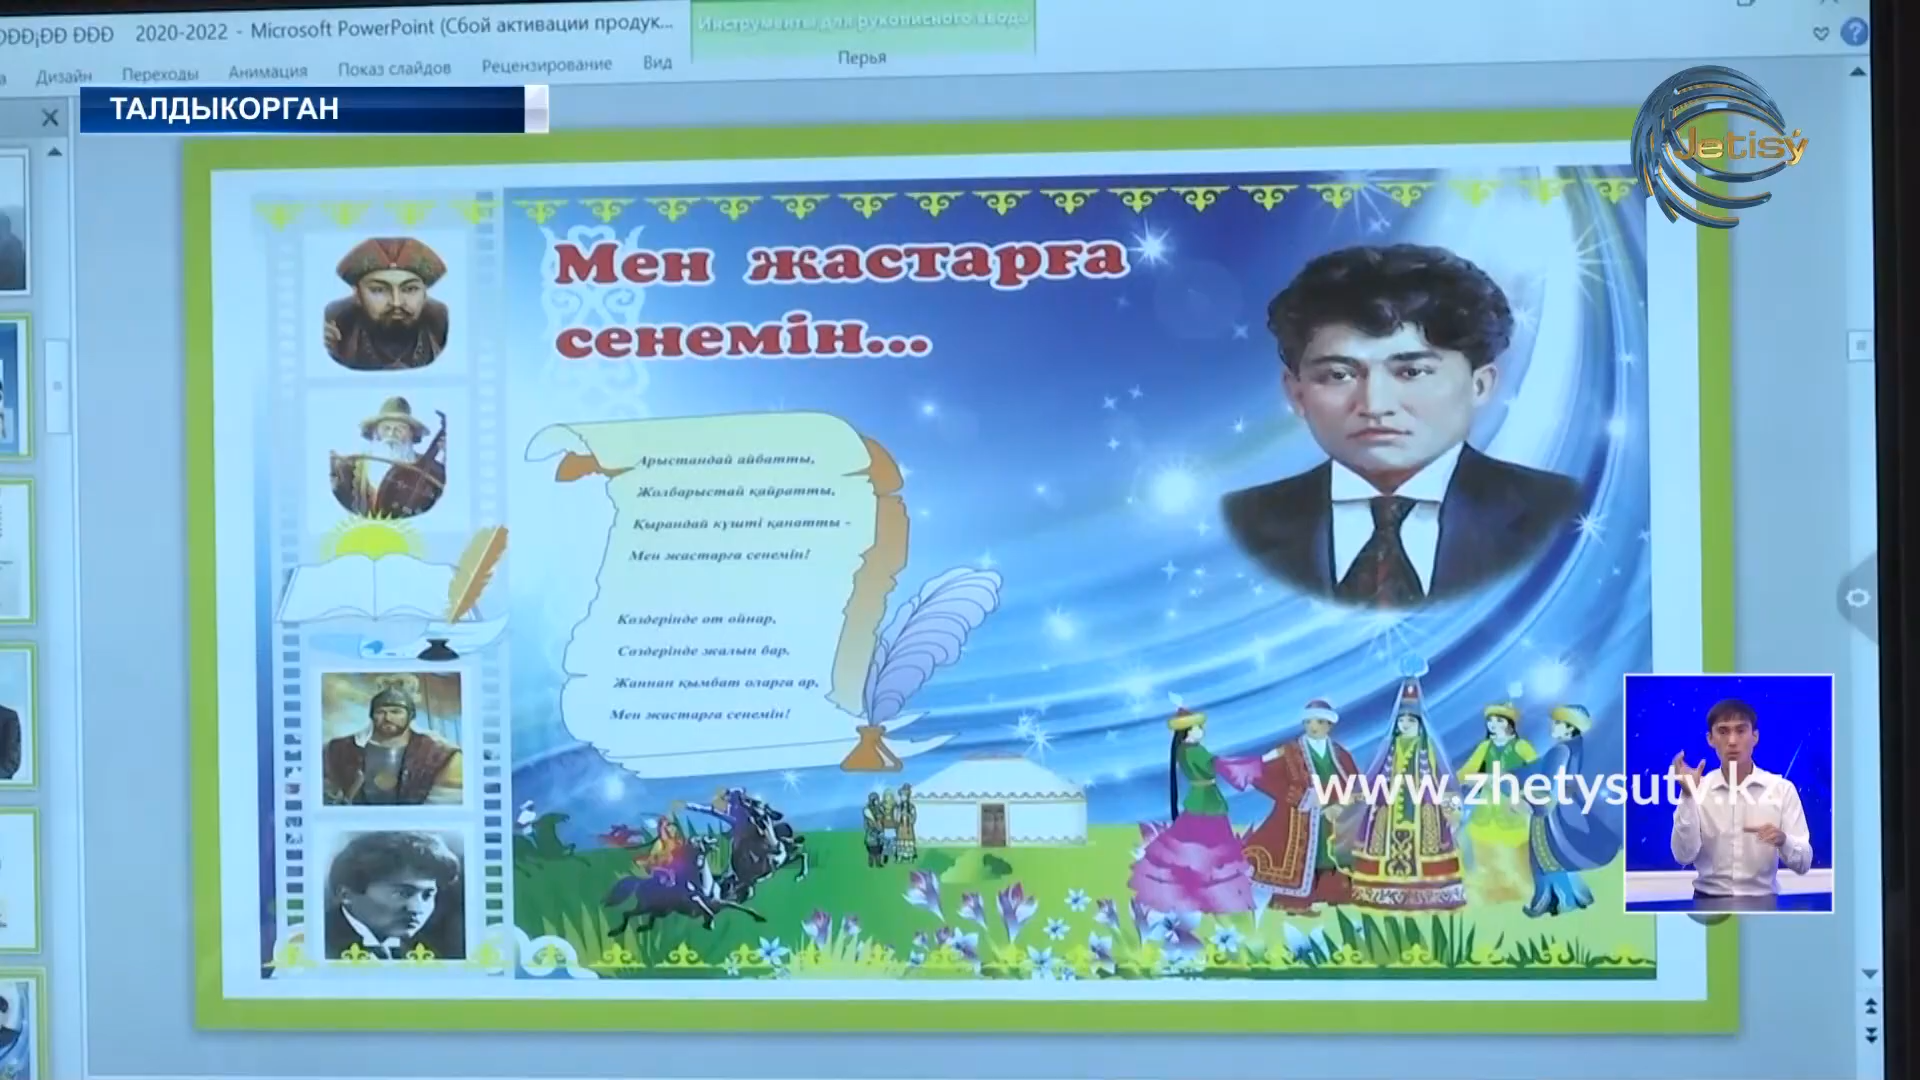 2020-2022 - Microsoft PowerPoint (Сбой активации продук...
Инструменты для рукописного ввода
Дизайн Переходы Анимация Показ слайдов Рецензирование Вид Перья
ТАЛДЫКОРГАН
Jetisý
Мен жастарға
сенемін...
Арыстандай айбатты,
Жолбарыстай қайратты,
Қырандай күшті қанатты -
Мен жастарға сенемін!
Көздерінде от ойнар,
Сөздерінде жалын бар,
Жаннан қымбат оларға ар,
Мен жастарға сенемін!
www.zhetysutv.kz